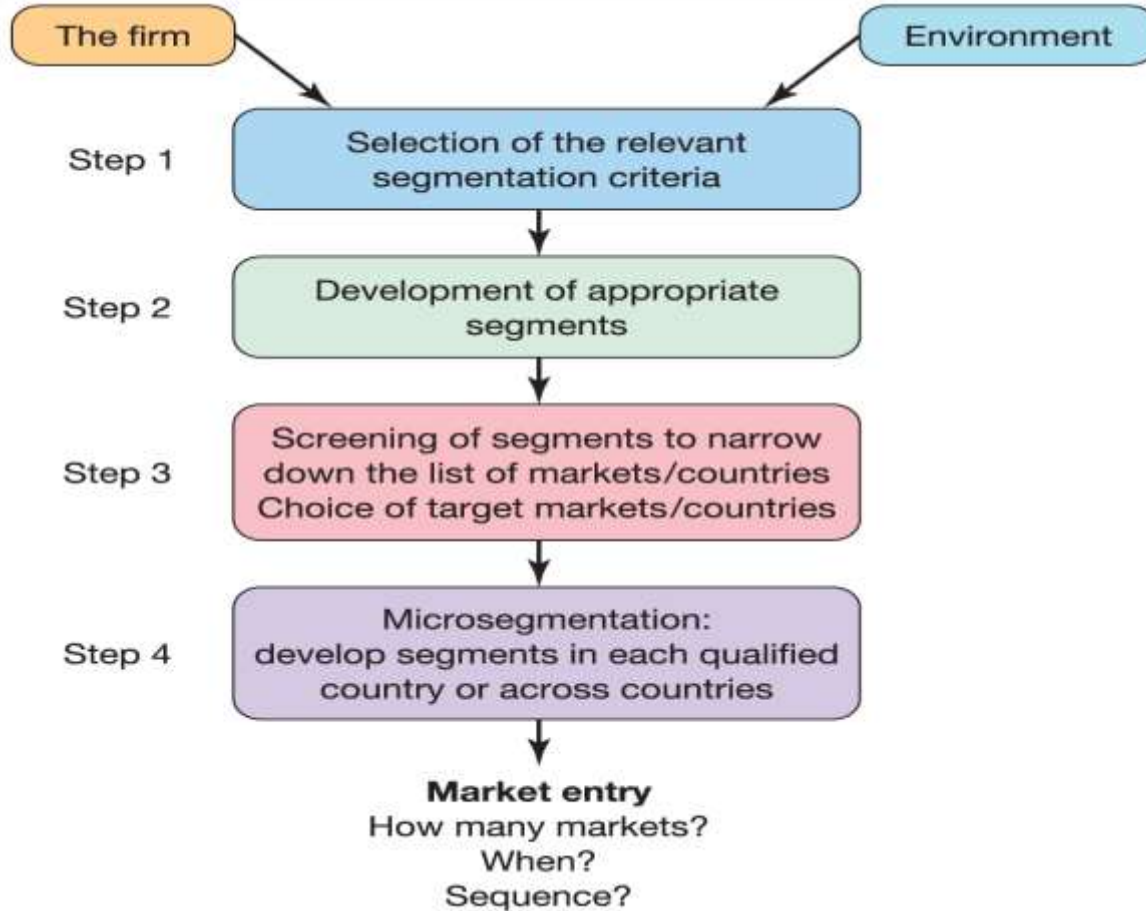 The firm
Environment
Step 1
Selection of the relevant
segmentation criteria
Step 2
Development of appropriate
segments
Step 3
Screening of segments to narrow
down the list of markets/countries
Choice of target markets/countries
Step 4
Microsegmentation:
develop segments in each qualified
country or across countries
Market entry
How many markets?
When?
Sequence?